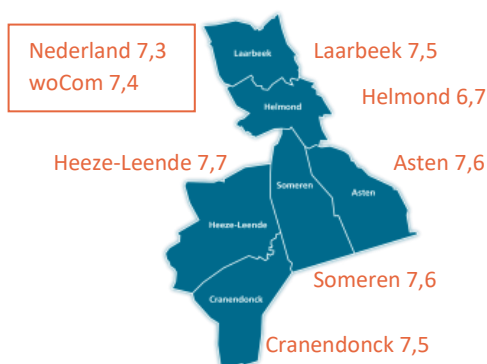 Nederland 7,3
woCom 7,4
Laarbeek
Laarbeek 7,5
Helmond
Helmond 6,7
Heeze-Leende 7,7
Asten 7,6
Someren
Asten
Heeze-Leende
Someren 7,6
Cranendonck
Cranendonck 7,5